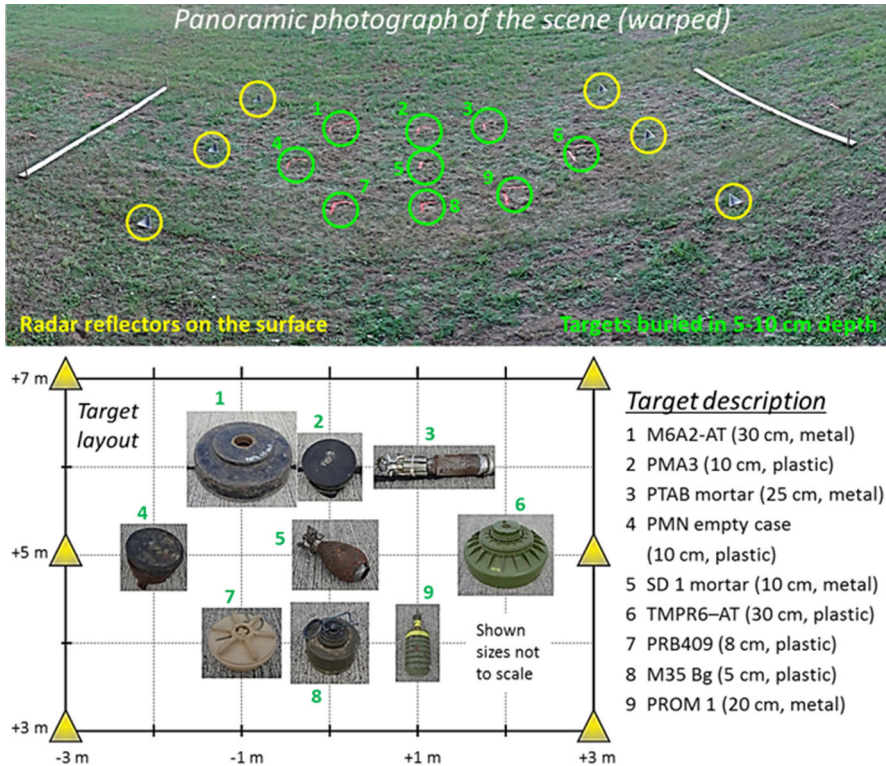 Panoramic photograph of the scene (warped)
1
2
3
4
5
6
7
8
9
Radar reflectors on the surface
Targets buried in 5-10 cm depth
+7 m
+5 m
+3 m
-3 m
-1 m
+1 m
+3 m
Target
layout
1
2
3
4
5
6
7
8
9
Shown
sizes not
to scale
Target description
1 M6A2-AT (30 cm, metal)
2 PMA3 (10 cm, plastic)
3 PTAB mortar (25 cm, metal)
4 PMN empty case
(10 cm, plastic)
5 SD 1 mortar (10 cm, metal)
6 TMPR6–AT (30 cm, plastic)
7 PRB409 (8 cm, plastic)
8 M35 Bg (5 cm, plastic)
9 PROM 1 (20 cm, metal)